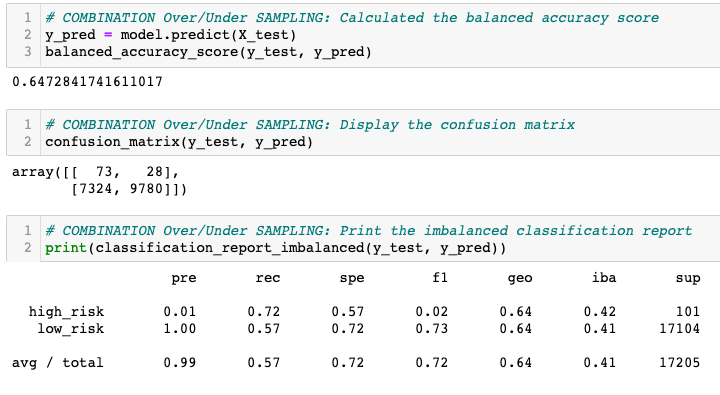 1 # COMBINATION Over/Under SAMPLING: Calculated the balanced accuracy score
2 y_pred = model.predict(X_test)
3 balanced_accuracy_score(y_test, y_pred)
0.6472841741611017
1 # COMBINATION Over/Under SAMPLING: Display the confusion matrix
2 confusion_matrix(y_test, y_pred)
array([[  73,   28],
       [7324, 9780]])
1 # COMBINATION Over/Under SAMPLING: Print the imbalanced classification report
2 print(classification_report_imbalanced(y_test, y_pred))
pre rec spe f1 geo iba sup
high_risk 0.01 0.72 0.57 0.02 0.64 0.42 101
low_risk 1.00 0.57 0.72 0.73 0.64 0.41 17104
avg / total 0.99 0.57 0.72 0.72 0.64 0.41 17205